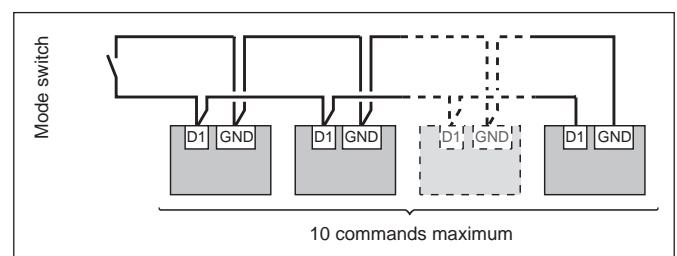 Mode switch
D1 GND D1 GND D1 GND D1 GND
10 commands maximum